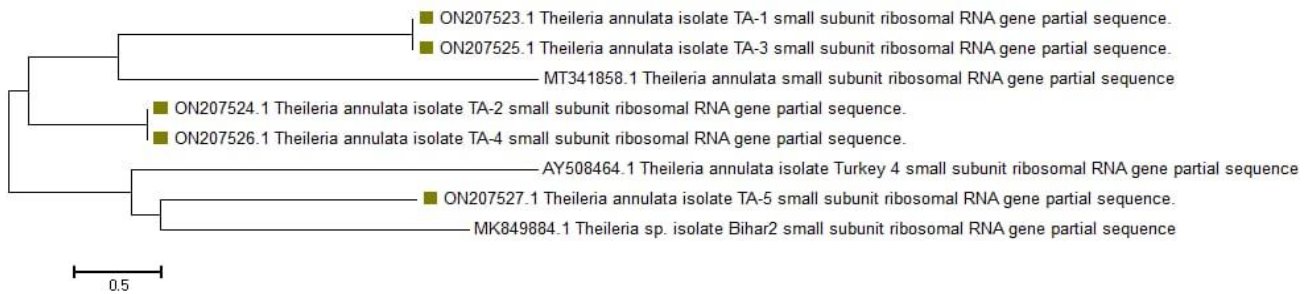 ON207523.1 Theileria annulata isolate TA-1 small subunit ribosomal RNA gene partial sequence.
ON207525.1 Theileria annulata isolate TA-3 small subunit ribosomal RNA gene partial sequence.
MT341858.1 Theileria annulata small subunit ribosomal RNA gene partial sequence
ON207524.1 Theileria annulata isolate TA-2 small subunit ribosomal RNA gene partial sequence.
ON207526.1 Theileria annulata isolate TA-4 small subunit ribosomal RNA gene partial sequence.
AY508464.1 Theileria annulata isolate Turkey 4 small subunit ribosomal RNA gene partial sequence
ON207527.1 Theileria annulata isolate TA-5 small subunit ribosomal RNA gene partial sequence.
MK849884.1 Theileria sp. isolate Bihar2 small subunit ribosomal RNA gene partial sequence
0.5